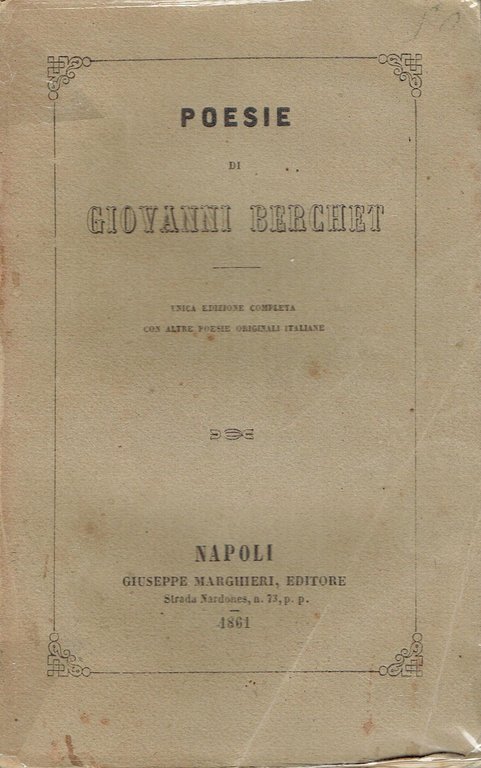 POESIE
DI
GIOVANNI BERCHET
UNICA EDIZIONE COMPLETA
CON ALTRE POESIE ORIGINALI ITALIANE
NAPOLI
GIUSEPPE MARGHIERI, EDITORE
Strada Nardones, n. 73, p. p.
1861